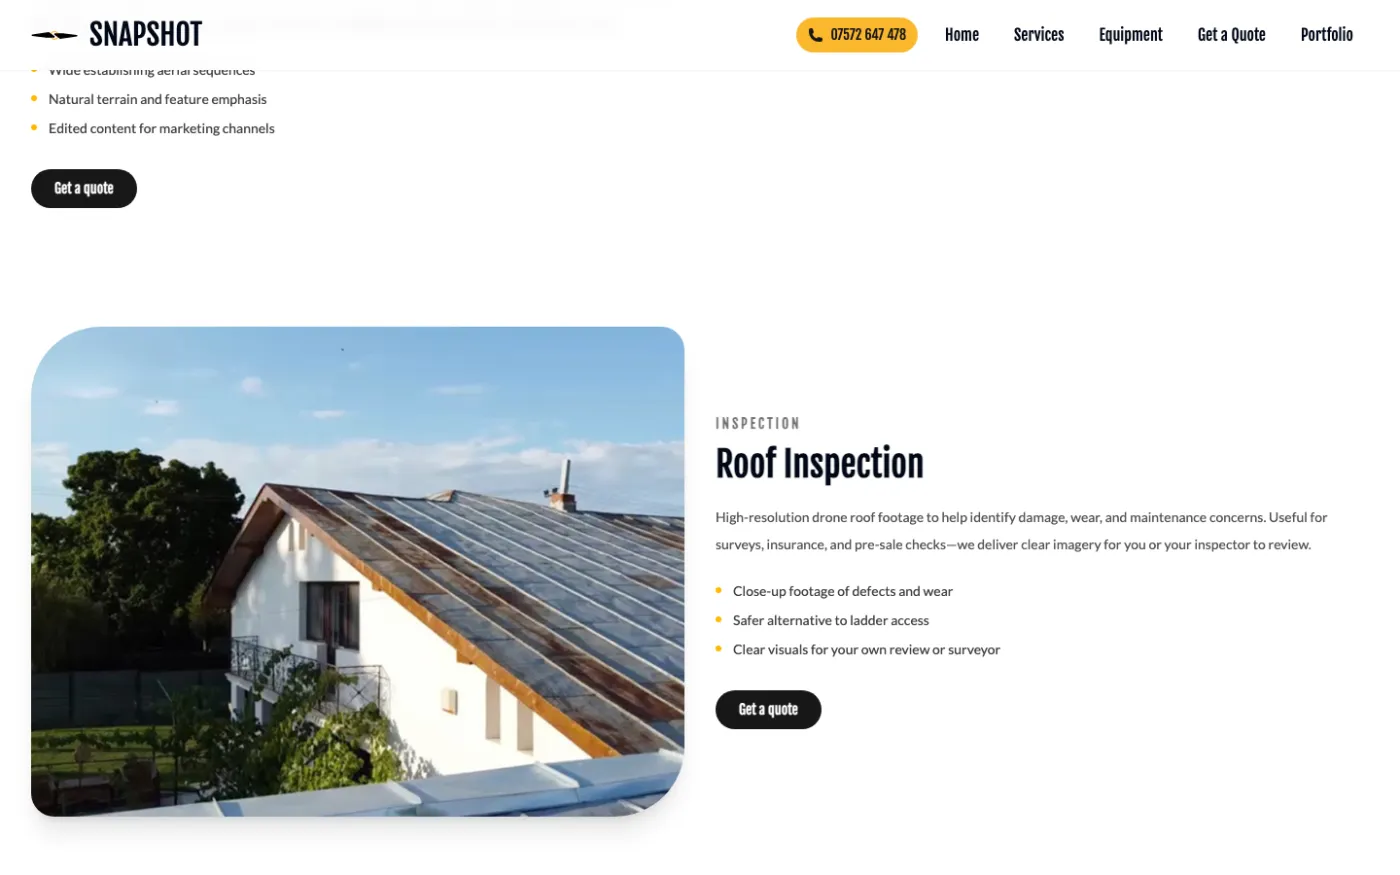 SNAPSHOT
07572 647 478
Home
Services
Equipment
Get a Quote
Portfolio
Wide establishing aerial sequences
Natural terrain and feature emphasis
Edited content for marketing channels
Get a quote
INSPECTION
Roof Inspection
High-resolution drone roof footage to help identify damage, wear, and maintenance concerns. Useful for
surveys, insurance, and pre-sale checks—we deliver clear imagery for you or your inspector to review.
Close-up footage of defects and wear
Safer alternative to ladder access
Clear visuals for your own review or surveyor
Get a quote